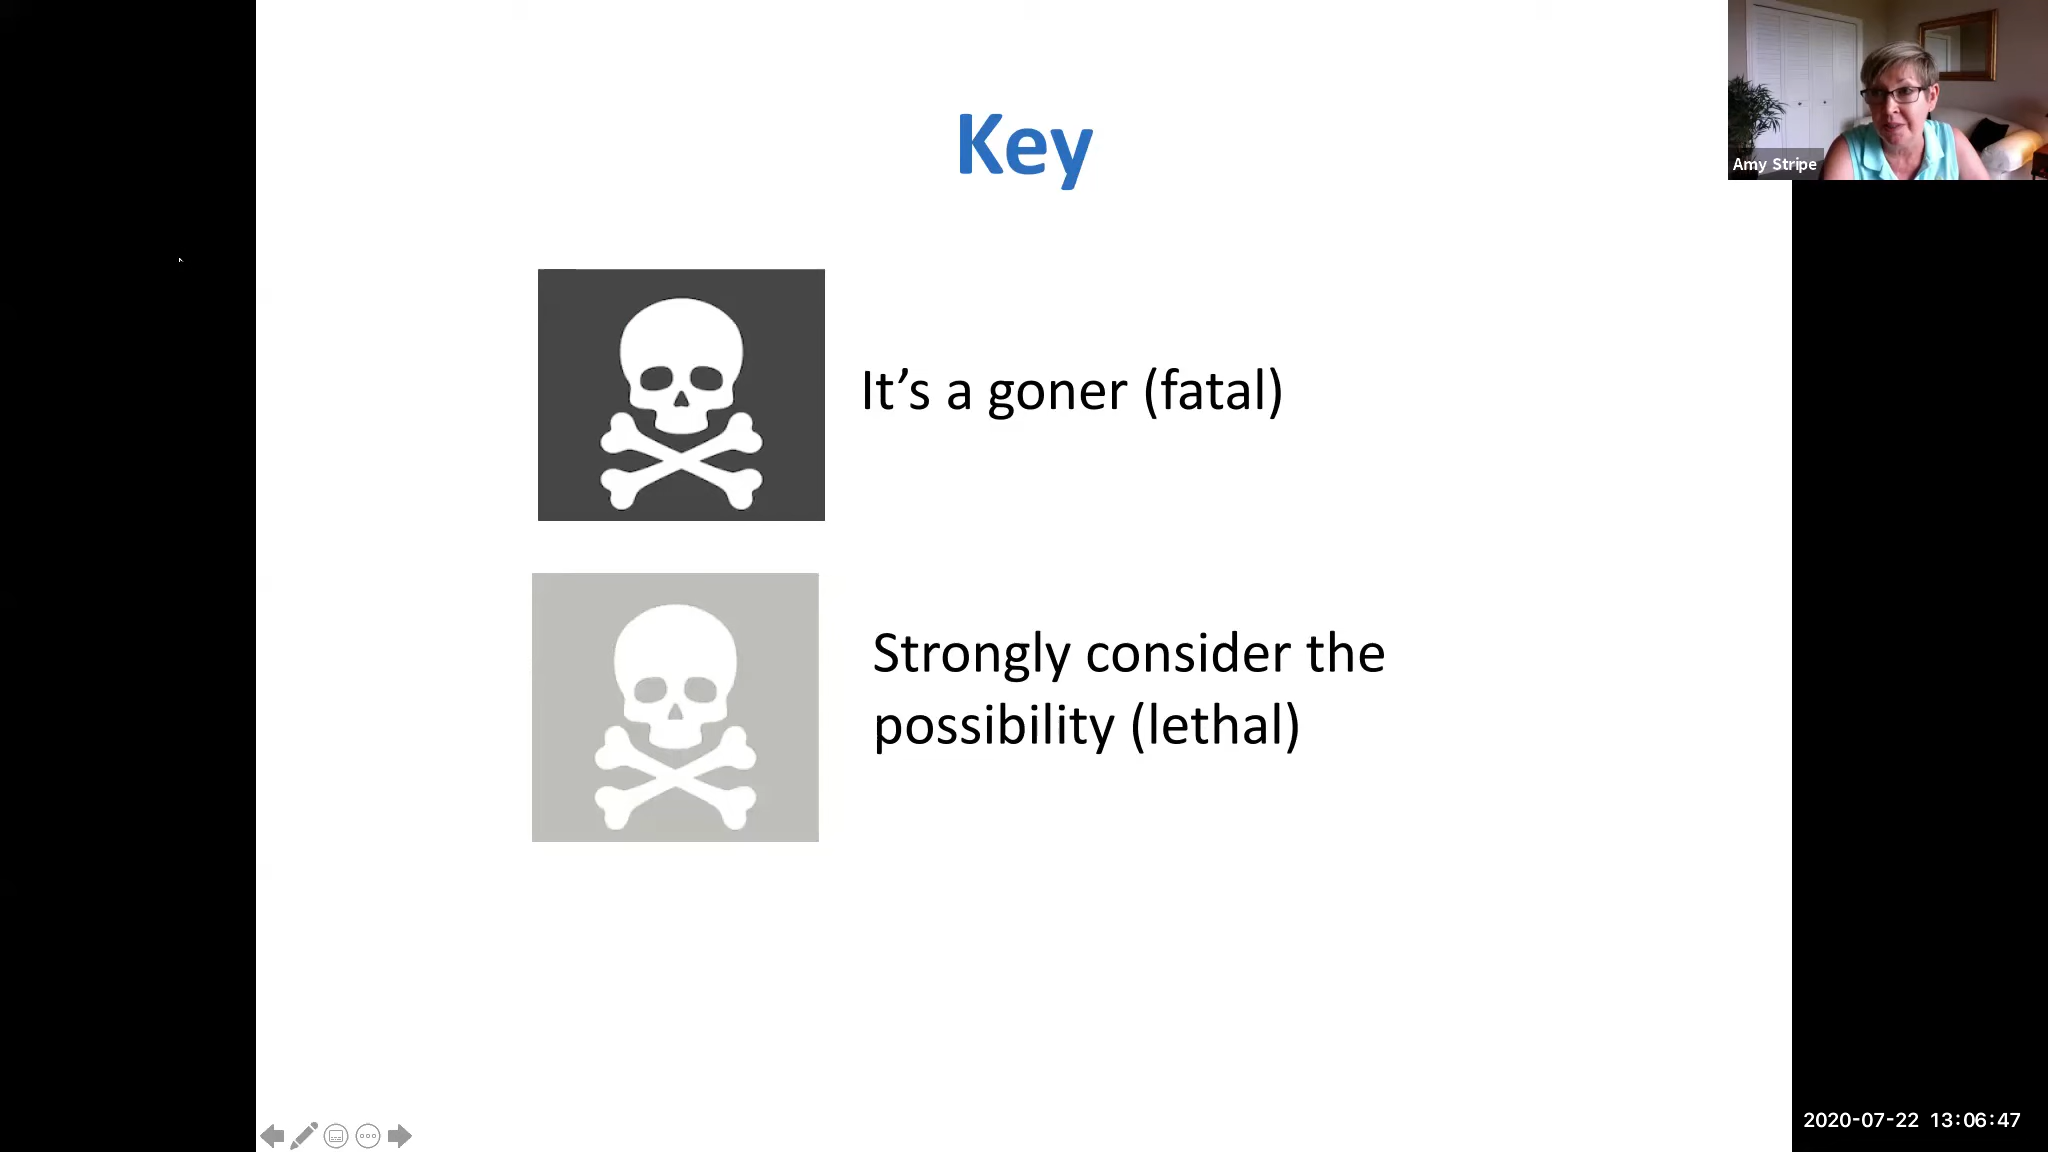 Key
Amy Stripe
It’s a goner (fatal)
Strongly consider the
possibility (lethal)
2020-07-22 13:06:47